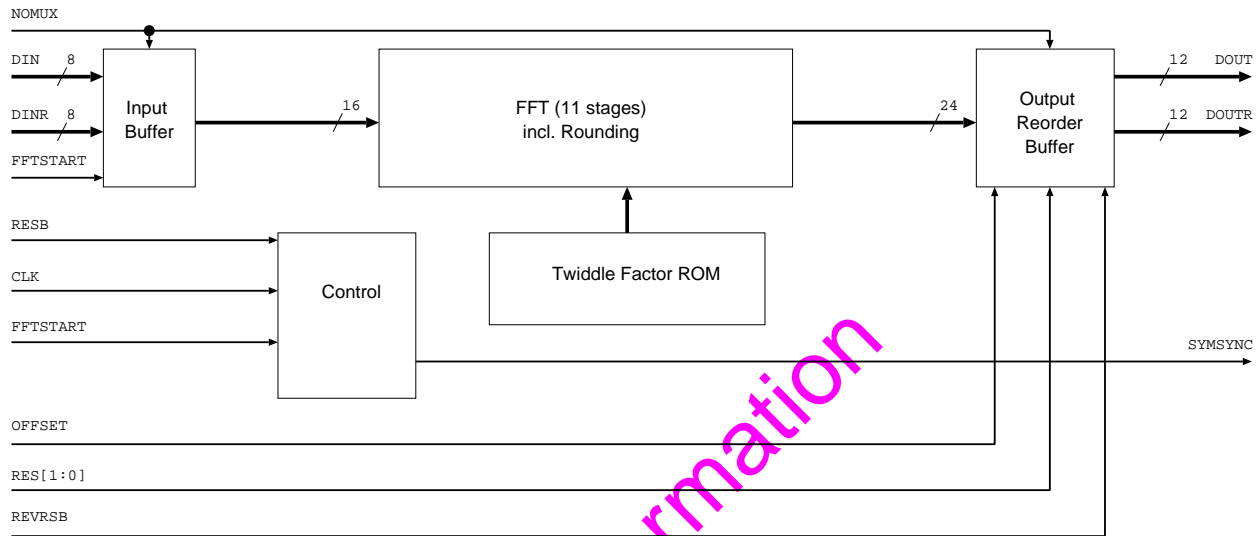 NOMUX
DIN 8
DINR 8
FFTSTART
Input
Buffer
16
FFT (11 stages)
incl. Rounding
24
Output
Reorder
Buffer
12 DOUT
12 DOUTR
RESB
CLK
FFTSTART
Control
Twiddle Factor ROM
SYMSYNC
OFFSET
RES[1:0]
REVRSB
rmation